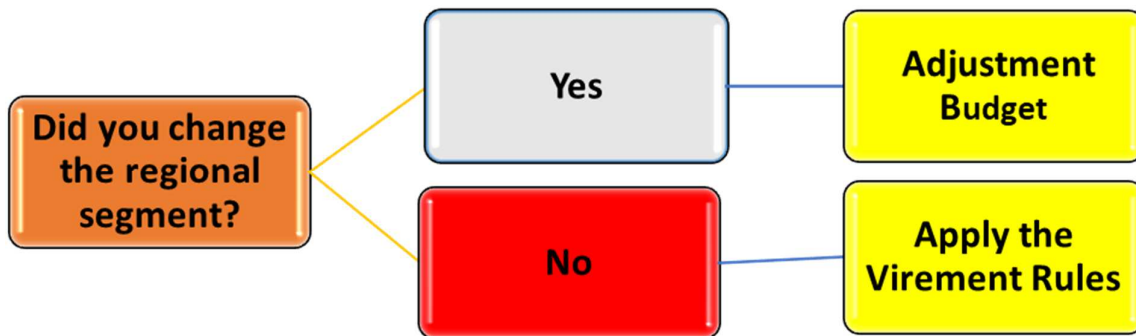 Did you change
the regional
segment?
Yes
Adjustment
Budget
No
Apply the
Virement Rules